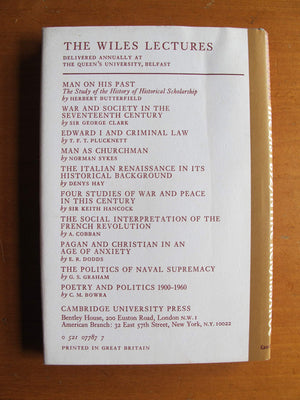 THE WILES LECTURES
DELIVERED ANNUALLY AT
THE QUEEN'S UNIVERSITY, BELFAST
MAN ON HIS PAST
The Study of the History of Historical Scholarship
by HERBERT BUTTERFIELD
WAR AND SOCIETY IN THE
SEVENTEENTH CENTURY
by SIR GEORGE CLARK
EDWARD I AND CRIMINAL LAW
by T. F. T. PLUCKNETT
MAN AS CHURCHMAN
by NORMAN SYKES
THE ITALIAN RENAISSANCE IN ITS
HISTORICAL BACKGROUND
by DENYS HAY
FOUR STUDIES OF WAR AND PEACE
IN THIS CENTURY
by SIR KEITH HANCOCK
THE SOCIAL INTERPRETATION OF THE
FRENCH REVOLUTION
by A. COBBAN
PAGAN AND CHRISTIAN IN AN
AGE OF ANXIETY
by E. R. DODDS
THE POLITICS OF NAVAL SUPREMACY
by G. S. GRAHAM
POETRY AND POLITICS 1900-1960
by C. M. BOWRA
CAMBRIDGE UNIVERSITY PRESS
Bentley House, 200 Euston Road, London N.W. 1
American Branch: 32 East 57th Street, New York, N.Y. 10022
0 521 07787 7
PRINTED IN GREAT BRITAIN